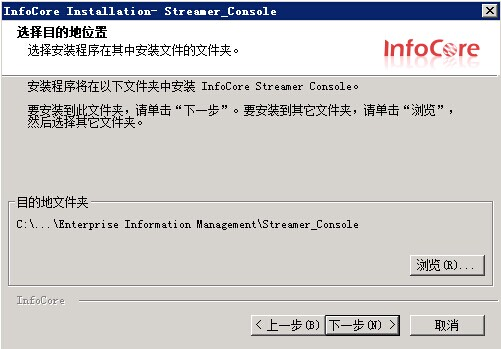 InfoCore Installation- Streamer_Console
选择目的地位置
选择安装程序在其中安装文件的文件夹。
InfoCore
安装程序将在以下文件夹中安装 InfoCore Streamer Console。
要安装到此文件夹，请单击“下一步”。要安装到其它文件夹，请单击“浏览”，
然后选择其它文件夹。
目的地文件夹
C:\...\Enterprise Information Management\Streamer_Console
浏览(R)...
InfoCore
< 上一步(B) 下一步(N) > 取消